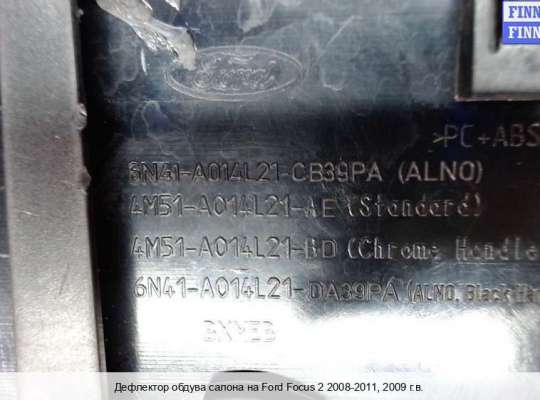 FINN
FINN
Ford
>PC+ABS
6N41-A014L21-CB39PA (ALNO)
4M51-A014L21-AE (Standard)
4M51-A014L21-BD (Chrome Handle
6N41-A014L21-DA39PA (ALNO, Black Han
Дефлектор обдува салона на Ford Focus 2 2008-2011, 2009 г.в.